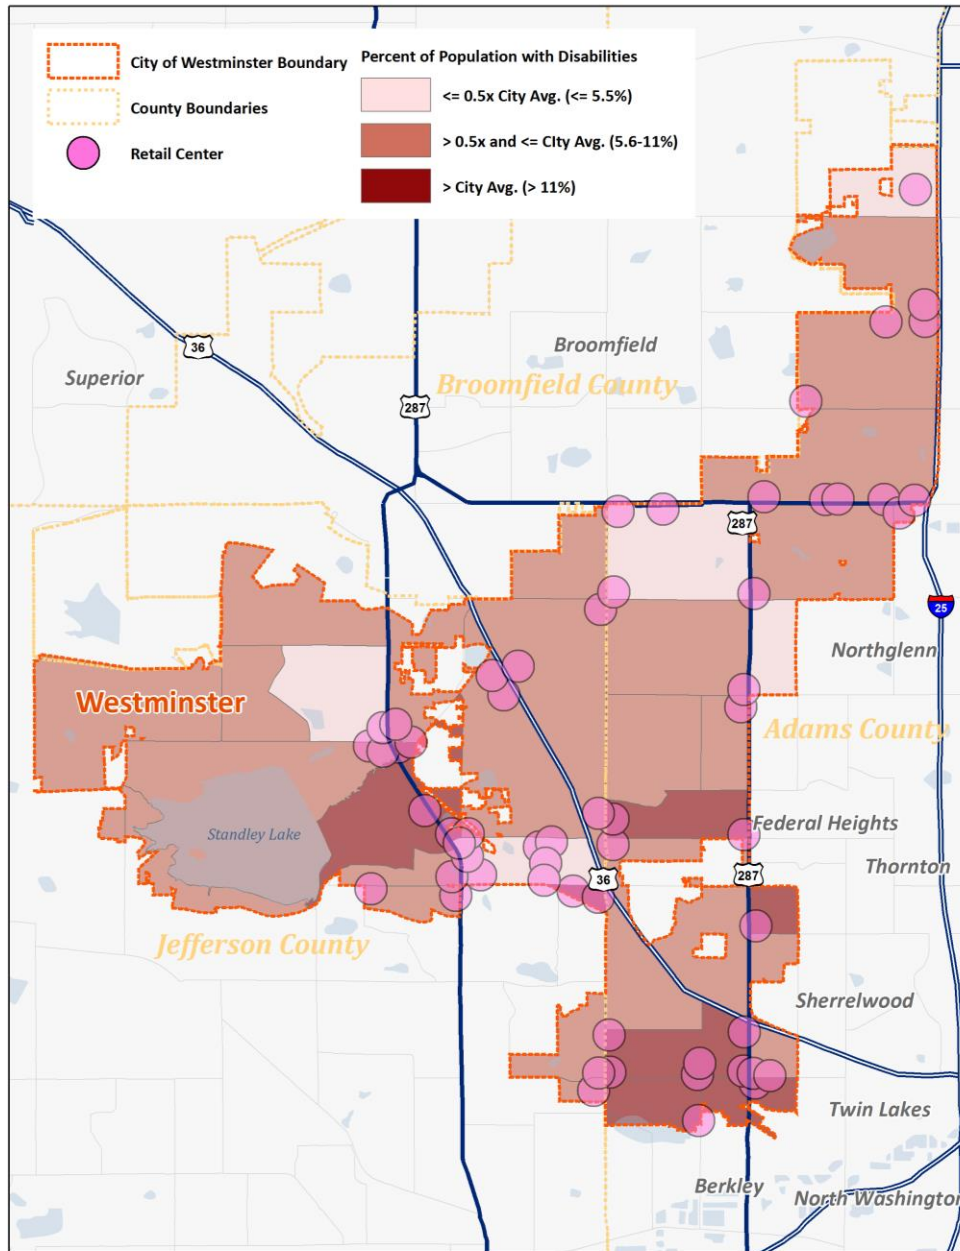 City of Westminster Boundary
County Boundaries
Retail Center
Percent of Population with Disabilities
<= 0.5x City Avg. (<= 5.5%)
> 0.5x and <= CIty Avg. (5.6-11%)
> City Avg. (> 11%)
36
Superior
Broomfield
Broomfield County
287
287
25
Northglenn
Westminster
Adams County
Standley Lake
Federal Heights
Thornton
36
287
Jefferson County
Sherrelwood
Twin Lakes
Berkley
North Washington